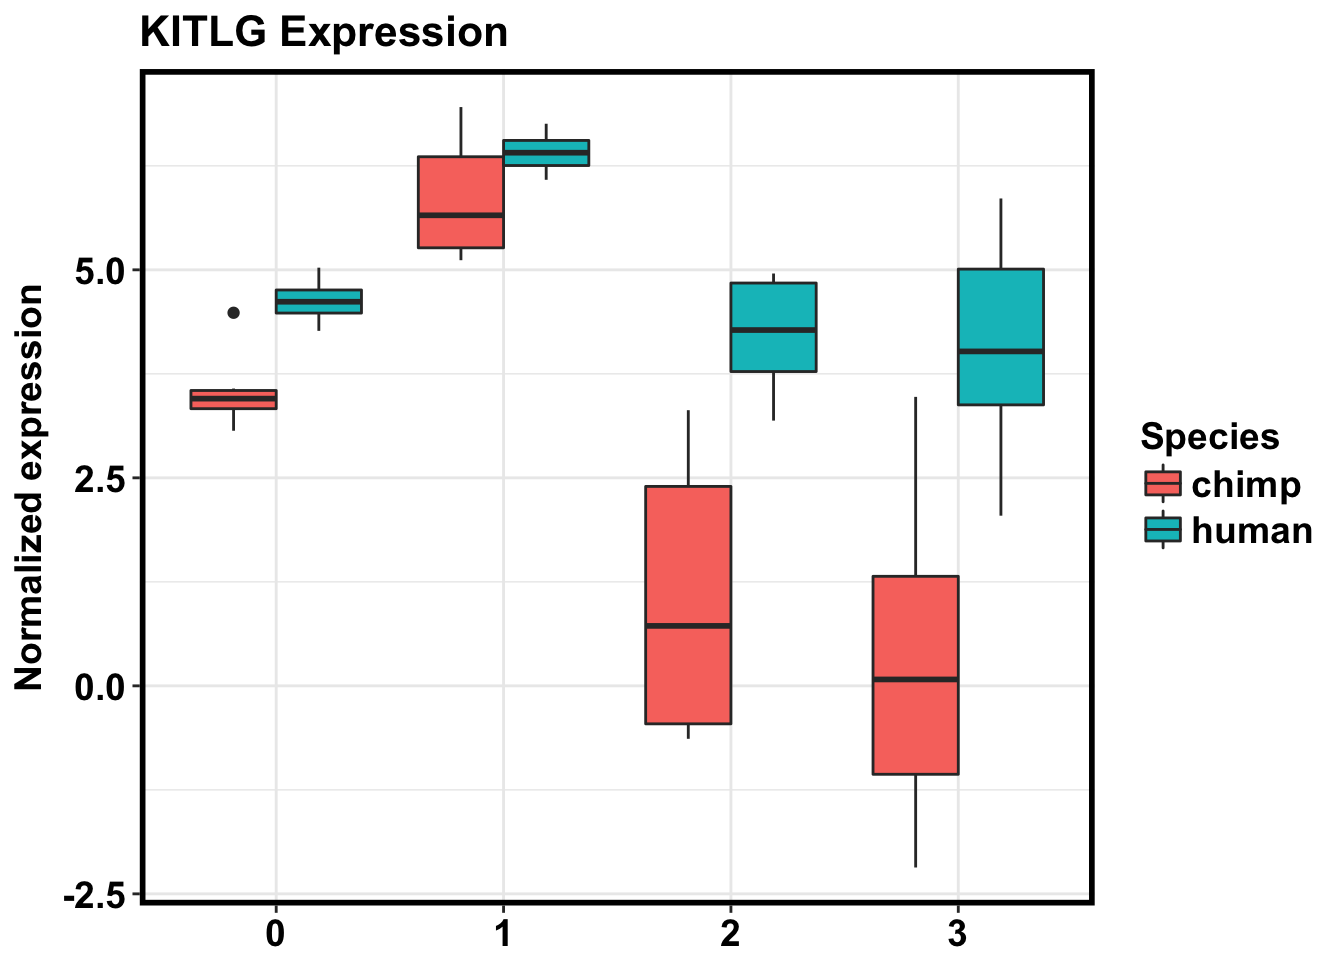 KITLG Expression
Normalized expression
5.0
2.5
0.0
-2.5
0
1
2
3
Species
chimp
human